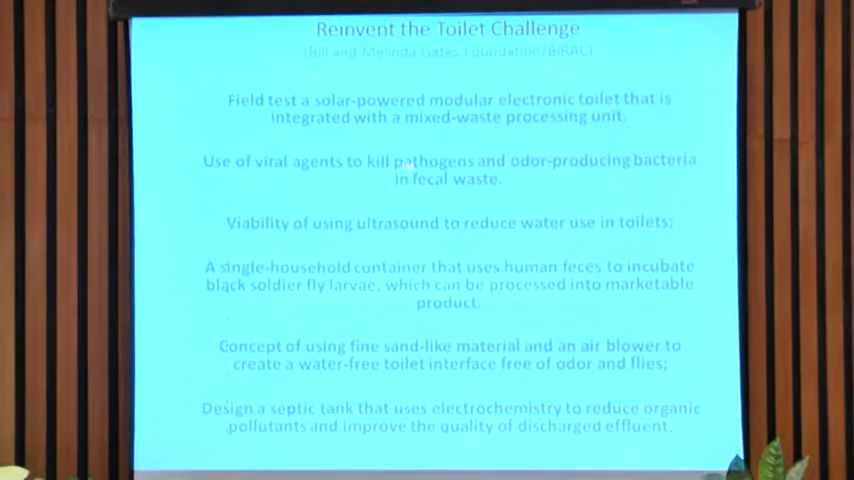 Reinvent the Toilet Challenge
(Bill and Melinda Gates Foundation/BIRAC)
Field test a solar-powered modular electronic toilet that is
integrated with a mixed-waste processing unit.
Use of viral agents to kill pathogens and odor-producing bacteria
in fecal waste.
Viability of using ultrasound to reduce water use in toilets;
A single-household container that uses human feces to incubate
black soldier fly larvae, which can be processed into marketable
product.
Concept of using fine sand-like material and an air blower to
create a water-free toilet interface free of odor and flies;
Design a septic tank that uses electrochemistry to reduce organic
pollutants and improve the quality of discharged effluent.